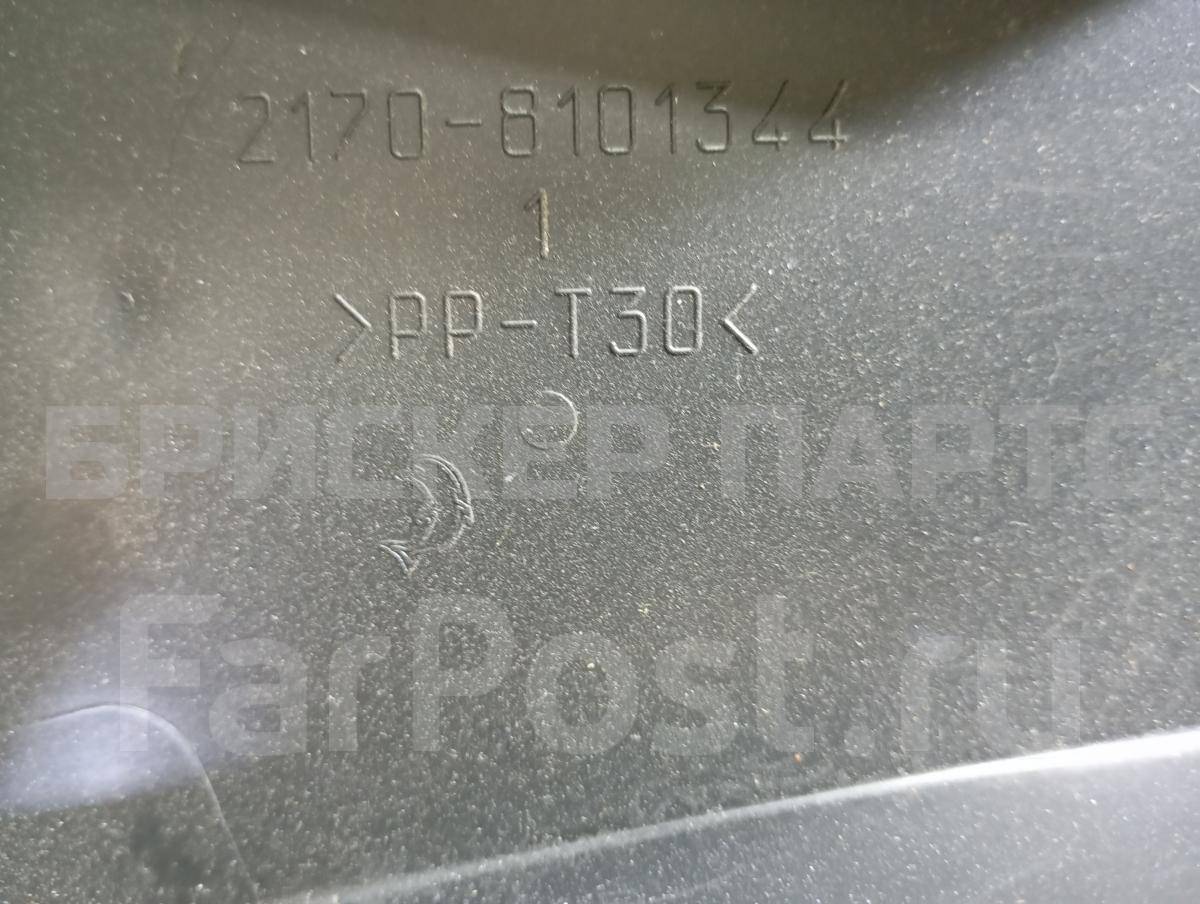 2170-8101344
1
>PP-T30<
БРИСКЕР ПАРТС
FarPost.ru